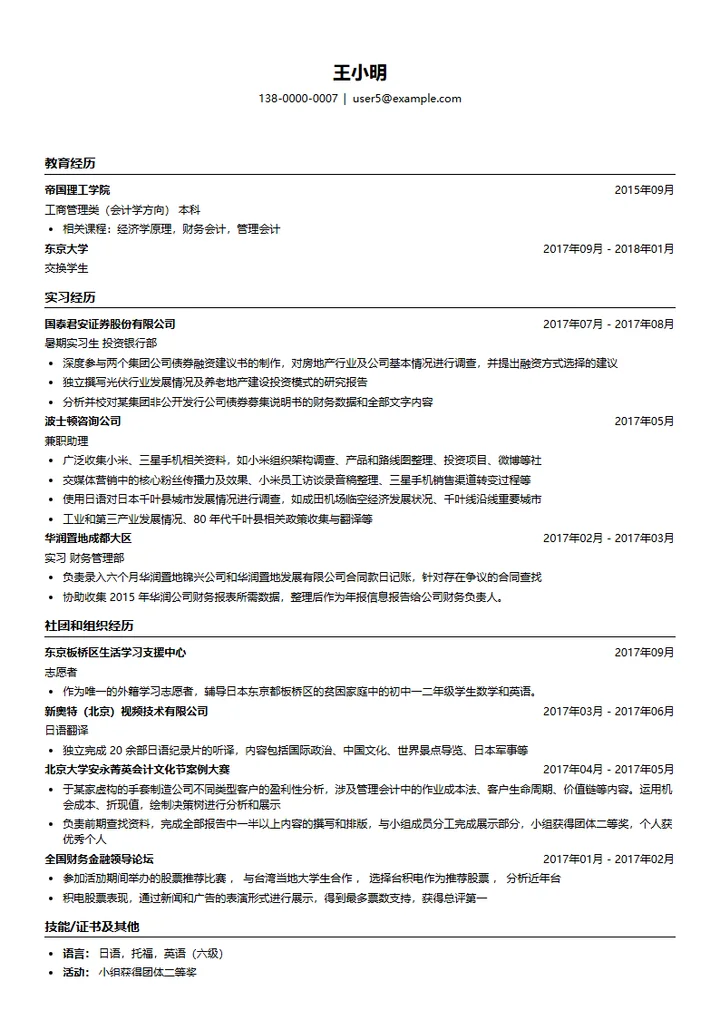 王小明
138-0000-0007 | user5@example.com
教育经历
帝国理工学院 2015年09月
工商管理类（会计学方向） 本科
• 相关课程：经济学原理，财务会计，管理会计
东京大学 2017年09月 - 2018年01月
交换学生
实习经历
国泰君安证券股份有限公司 2017年07月 - 2017年08月
暑期实习生 投资银行部
• 深度参与两个集团公司债券融资建议书的制作，对房地产行业及公司基本情况进行调查，并提出融资方式选择的建议
• 独立撰写光伏行业发展情况及养老地产建设投资模式的研究报告
• 分析并校对某集团非公开发行公司债券募集说明书的财务数据和全部文字内容
波士顿咨询公司 2017年05月
兼职助理
• 广泛收集小米、三星手机相关资料，如小米组织架构调查、产品和路线图整理、投资项目、微博等社
• 交媒体营销中的核心粉丝传播力及效果、小米员工访谈录音稿整理、三星手机销售渠道转变过程等
• 使用日语对日本千叶县城市发展情况进行调查，如成田机场临空经济发展状况、千叶线沿线重要城市
• 工业和第三产业发展情况、80 年代千叶县相关政策收集与翻译等
华润置地成都大区 2017年02月 - 2017年03月
实习 财务管理部
• 负责录入六个月华润置地锦兴公司和华润置地发展有限公司合同款日记账，针对存在争议的合同查找
• 协助收集 2015 年华润公司财务报表所需数据，整理后作为年报信息报告给公司财务负责人。
社团和组织经历
东京板桥区生活学习支援中心 2017年09月
志愿者
• 作为唯一的外籍学习志愿者，辅导日本东京都板桥区的贫困家庭中的初中一二年级学生数学和英语。
新奥特（北京）视频技术有限公司 2017年03月 - 2017年06月
日语翻译
• 独立完成 20 余部日语纪录片的听译，内容包括国际政治、中国文化、世界景点导览、日本军事等
北京大学安永菁英会计文化节案例大赛 2017年04月 - 2017年05月
• 于某家虚构的手套制造公司不同类型客户的盈利性分析，涉及管理会计中的作业成本法、客户生命周期、价值链等内容。运用机
会成本、折现值，绘制决策树进行分析和展示
• 负责前期查找资料，完成全部报告中一半以上内容的撰写和排版，与小组成员分工完成展示部分，小组获得团体二等奖，个人获
优秀个人
全国财务金融领导论坛 2017年01月 - 2017年02月
• 参加活动期间举办的股票推荐比赛 ， 与台湾当地大学生合作 ， 选择台积电作为推荐股票 ， 分析近年台
• 积电股票表现，通过新闻和广告的表演形式进行展示，得到最多票数支持，获得总评第一
技能/证书及其他
• 语言： 日语，托福，英语（六级）
• 活动： 小组获得团体二等奖